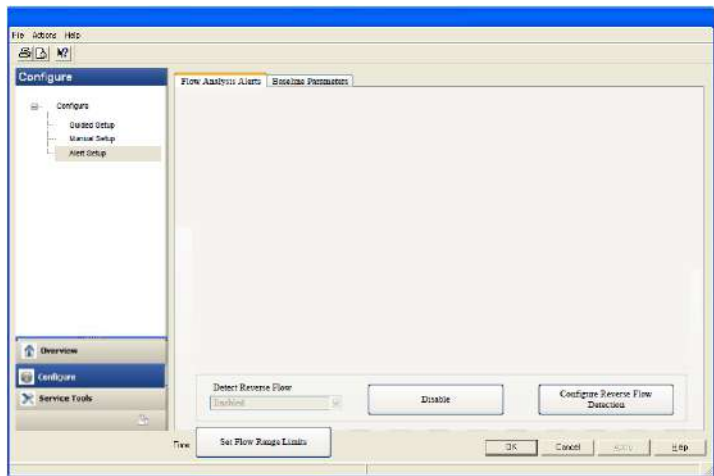 File Actions Help
Configure
Configure
Guided Setup
Manual Setup
Alert Setup
Overview
Configure
Service Tools
Flow Analysis Alerts
Baseline Parameters
Detect Reverse Flow
Enabled
Disable
Configure Reverse Flow
Detection
Time
Set Flow Range Limits
OK
Cancel
Apply
Help